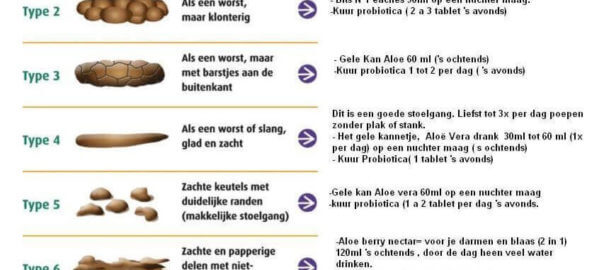 Als een worst,
Type 2
maar klonterig
-Kuur probiotica ( 2 a 3 tablet 's avonds)
Als een worst, maar
Type 3
met barstjes aan de
buitenkant
- Gele Kan Aloe 60 ml ('s ochtends)
-Kuur probiotica 1 tot 2 per dag ( 's avonds)
Als een worst of slang,
Type 4
glad en zacht
Dit is een goede stoelgang. Liefst tot 3x per dag poepen
zonder plak of stank.
- Het gele kannetje, Aloë Vera drank 30ml tot 60 ml (1x
per dag) op een nuchter maag ( s ochtends)
- Kuur Probiotica( 1 tablet 's avonds)
Zachte keutels met
Type 5
duidelijke randen
(makkelijke stoelgang)
-Gele kan Aloe vera 60ml op een nuchter maag
-kuur probiotica (1 a 2 tablet per dag 's avonds.
Zachte en papperige
Type 6
delen met niet-
-Aloe berry nectar= voor je darmen en blaas (2 in 1)
120ml 's ochtends , door de dag heen veel water
drinken.